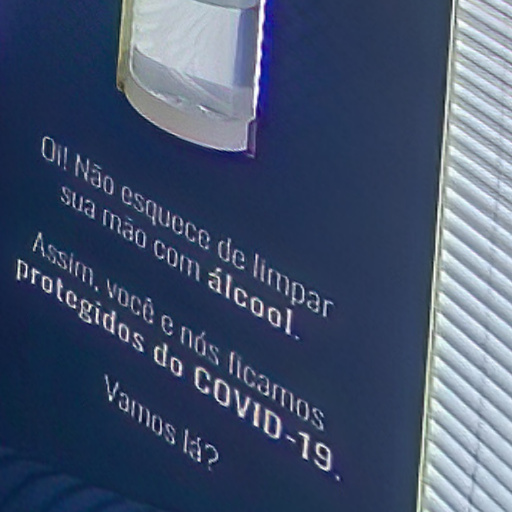 Oi! Não esquece de limpar
sua mão com álcool.
Assim, você e nós ficamos
protegidos do COVID-19.
Vamos lá?